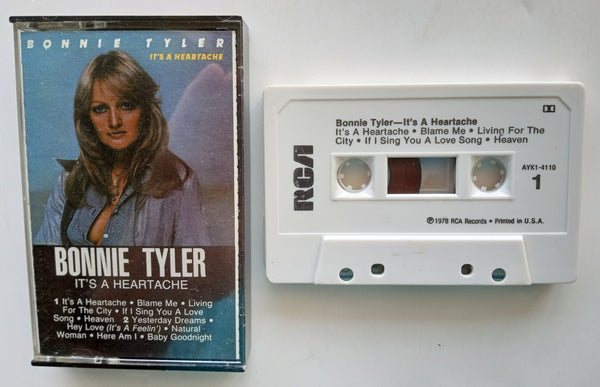 BONNIE TYLER
IT'S A HEARTACHE
BONNIE TYLER
IT'S A HEARTACHE
1 It's A Heartache • Blame Me • Living
For The City • If I Sing You A Love
Song • Heaven 2 Yesterday Dreams •
Hey Love (It's A Feelin') • Natural
Woman • Here Am I • Baby Goodnight
Bonnie Tyler—It's A Heartache
It's A Heartache • Blame Me • Living For The
City • If I Sing You A Love Song • Heaven
RCA
AYK1-4110
1
℗1978 RCA Records • Printed in U.S.A.